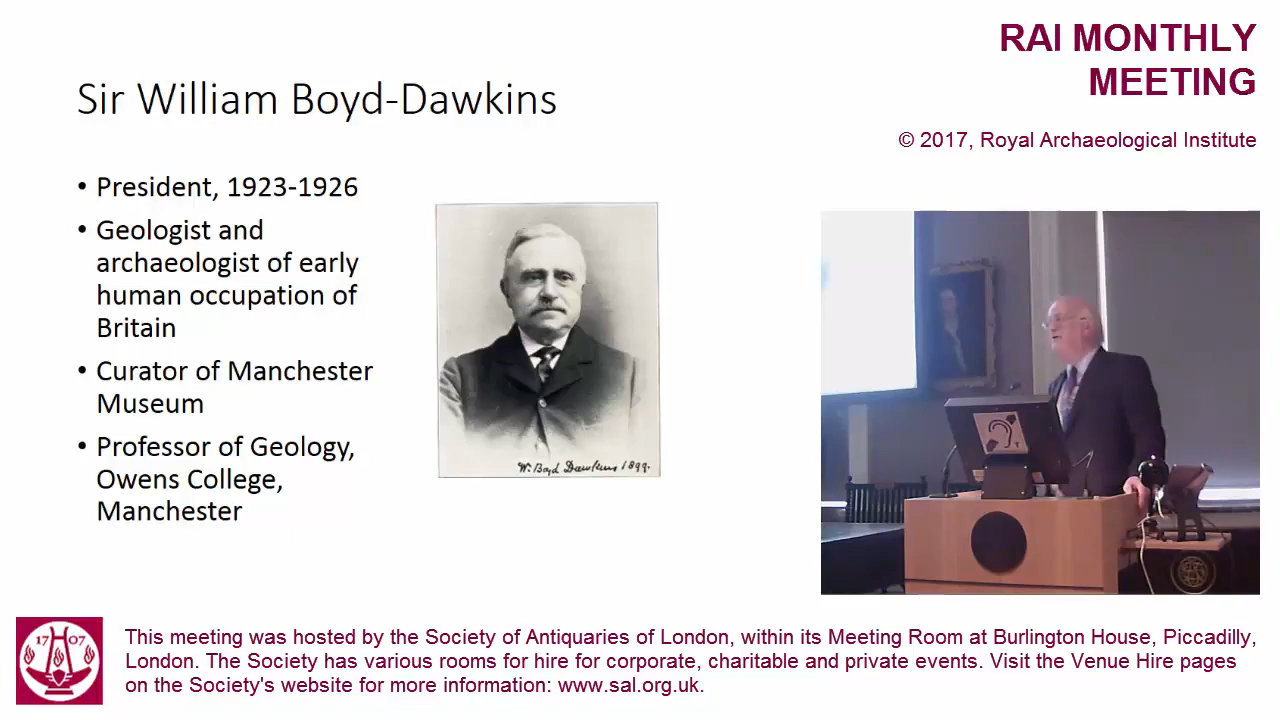 RAI MONTHLY
MEETING
© 2017, Royal Archaeological Institute
Sir William Boyd-Dawkins
• President, 1923-1926
• Geologist and
archaeologist of early
human occupation of
Britain
• Curator of Manchester
Museum
• Professor of Geology,
Owens College,
Manchester
W. Boyd Dawkins 1899.
17 07
This meeting was hosted by the Society of Antiquaries of London, within its Meeting Room at Burlington House, Piccadilly,
London. The Society has various rooms for hire for corporate, charitable and private events. Visit the Venue Hire pages
on the Society's website for more information: www.sal.org.uk.